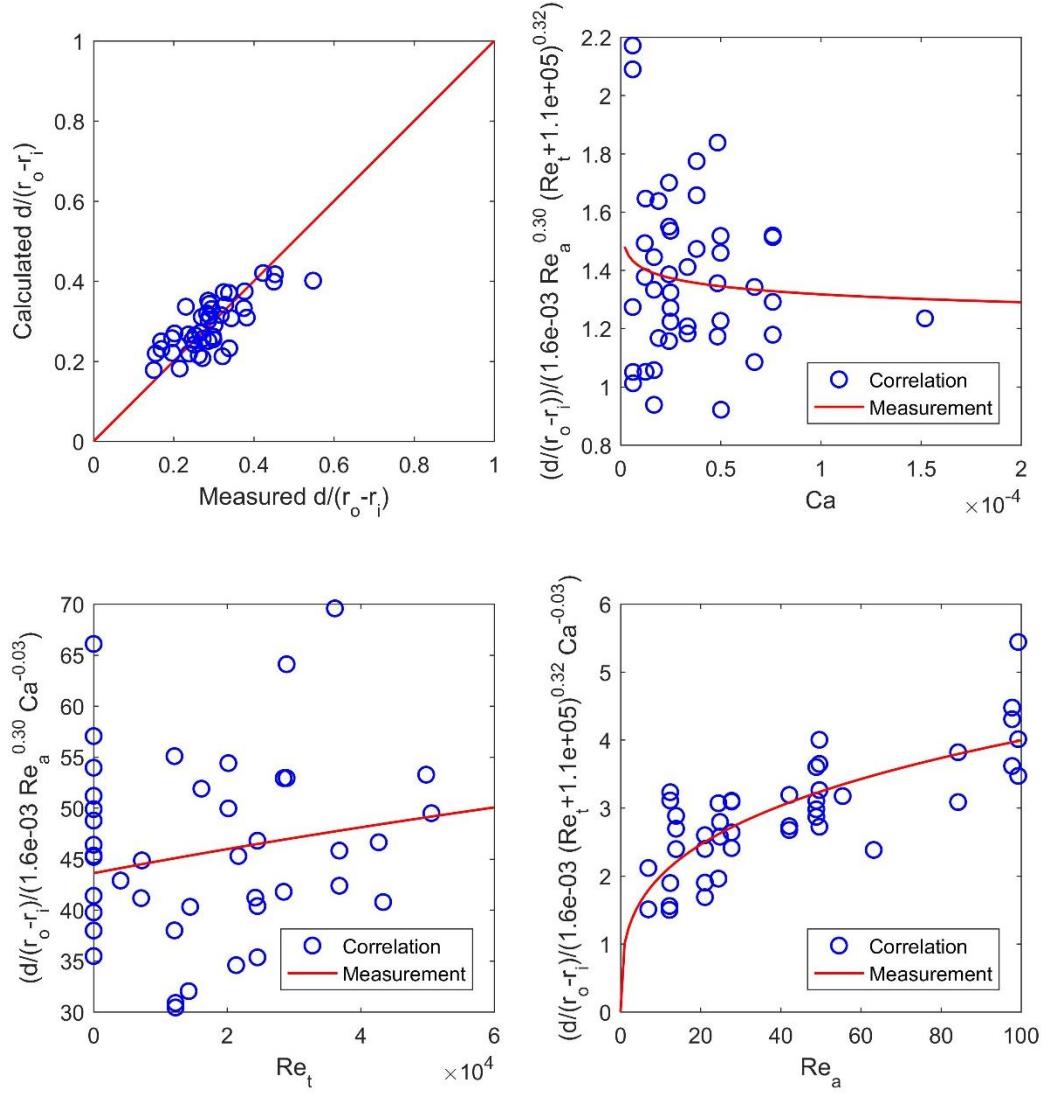 1
0.8
0.6
0.4
0.2
0
0 0.2 0.4 0.6 0.8 1
Calculated d/(r_o-r_i)
Measured d/(r_o-r_i)
2.2
2
1.8
1.6
1.4
1.2
1
0.8
0 0.5 1 1.5 2
×10^-4
(d/(r_o-r_i))/(1.6e-03 Re_a^0.30 (Re_t+1.1e+05)^0.32)
Ca
Correlation
Measurement
70
65
60
55
50
45
40
35
30
0 2 4 6
×10^4
(d/(r_o-r_i)/(1.6e-03 Re_a^0.30 Ca^-0.03)
Re_t
Correlation
Measurement
6
5
4
3
2
1
0
0 20 40 60 80 100
(d/(r_o-r_i)/(1.6e-03 (Re_t+1.1e+05)^0.32 Ca^-0.03)
Re_a
Correlation
Measurement